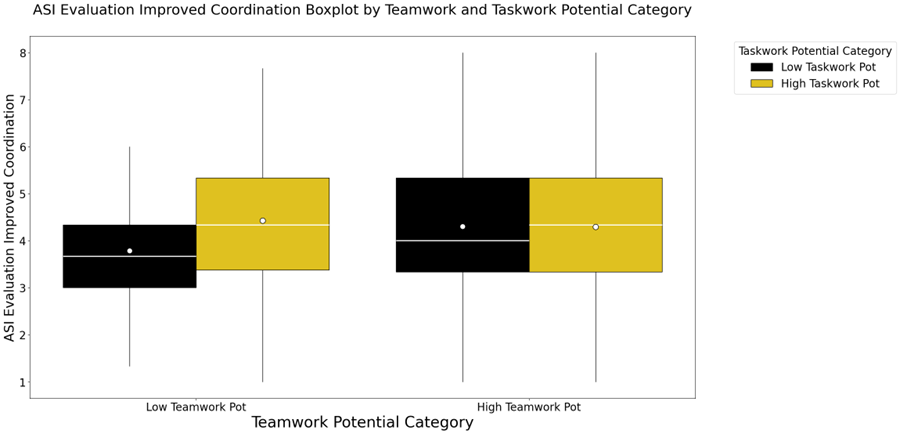 ASI Evaluation Improved Coordination Boxplot by Teamwork and Taskwork Potential Category
Taskwork Potential Category
Low Taskwork Pot
High Taskwork Pot
ASI Evaluation Improved Coordination
8
7
6
5
4
3
2
1
Low Teamwork Pot
High Teamwork Pot
Teamwork Potential Category